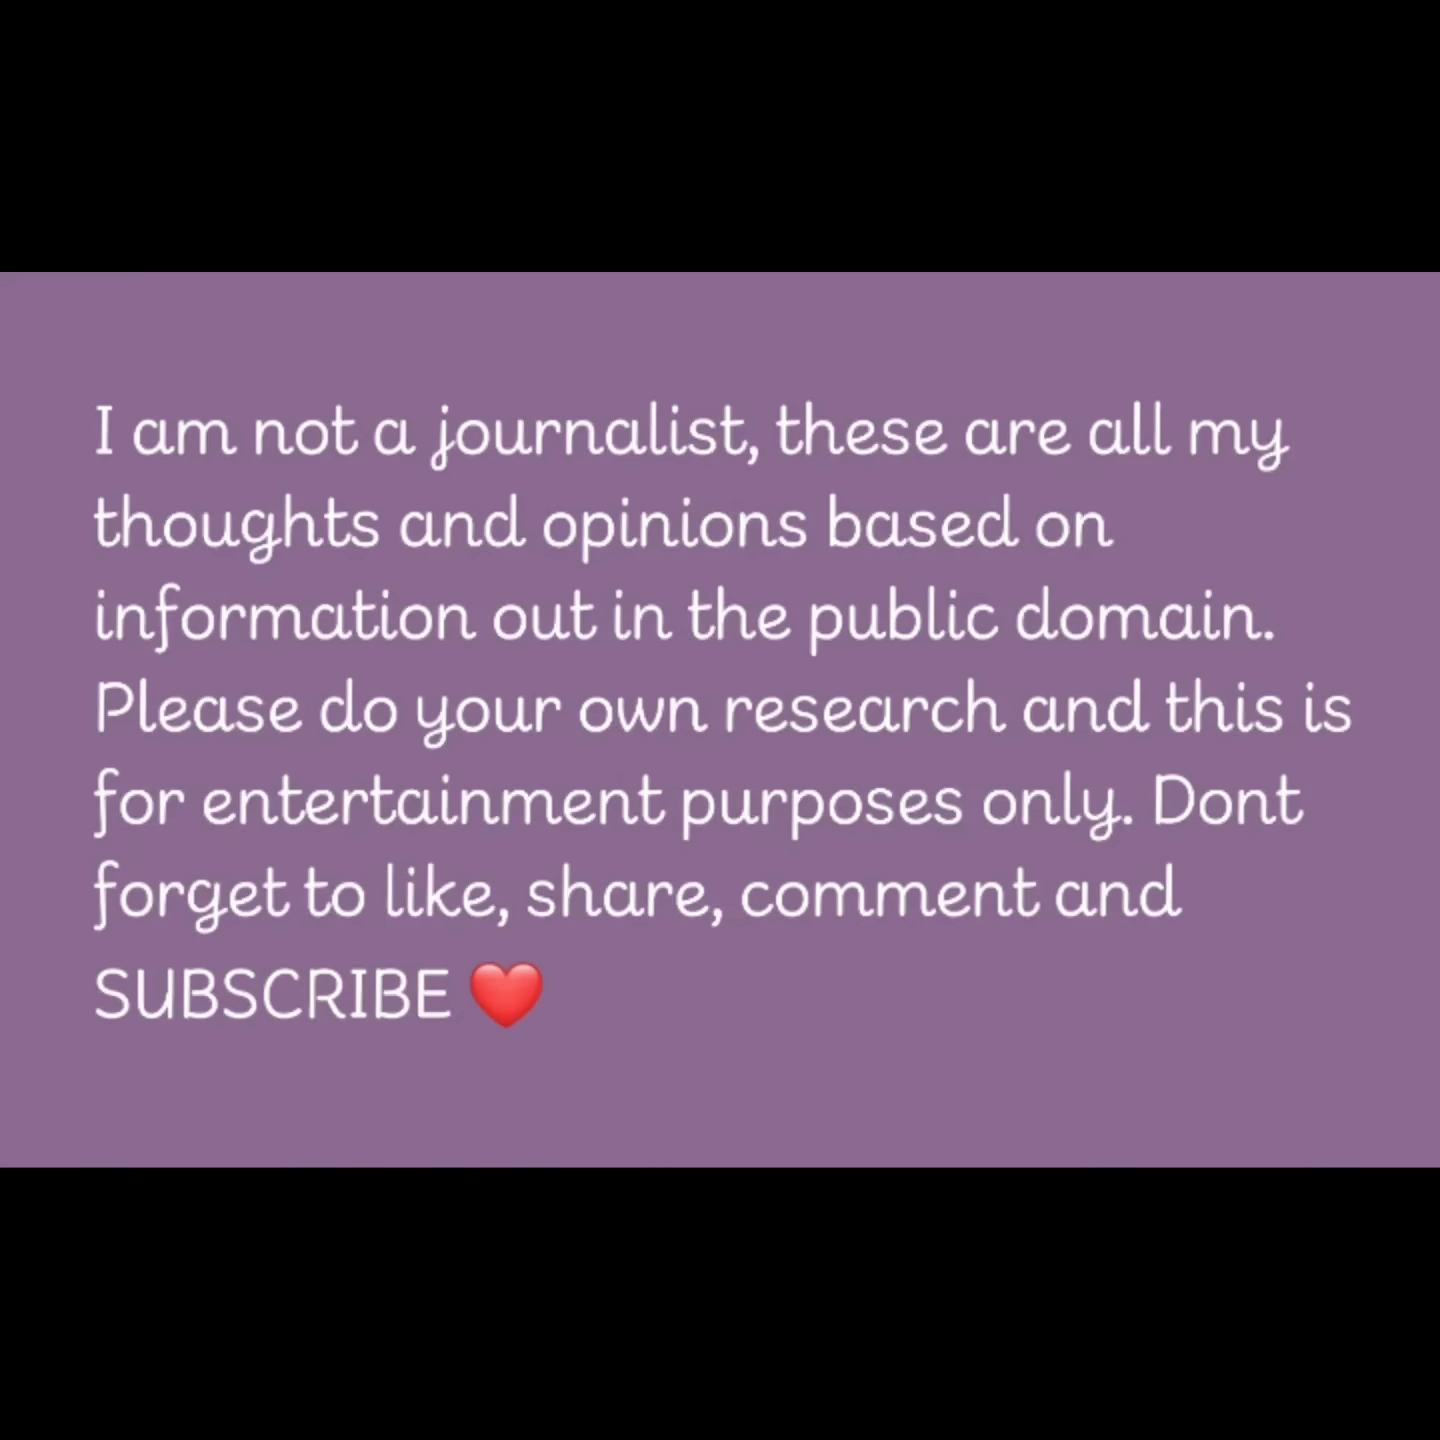 I am not a journalist, these are all my
thoughts and opinions based on
information out in the public domain.
Please do your own research and this is
for entertainment purposes only. Dont
forget to like, share, comment and
SUBSCRIBE ❤️